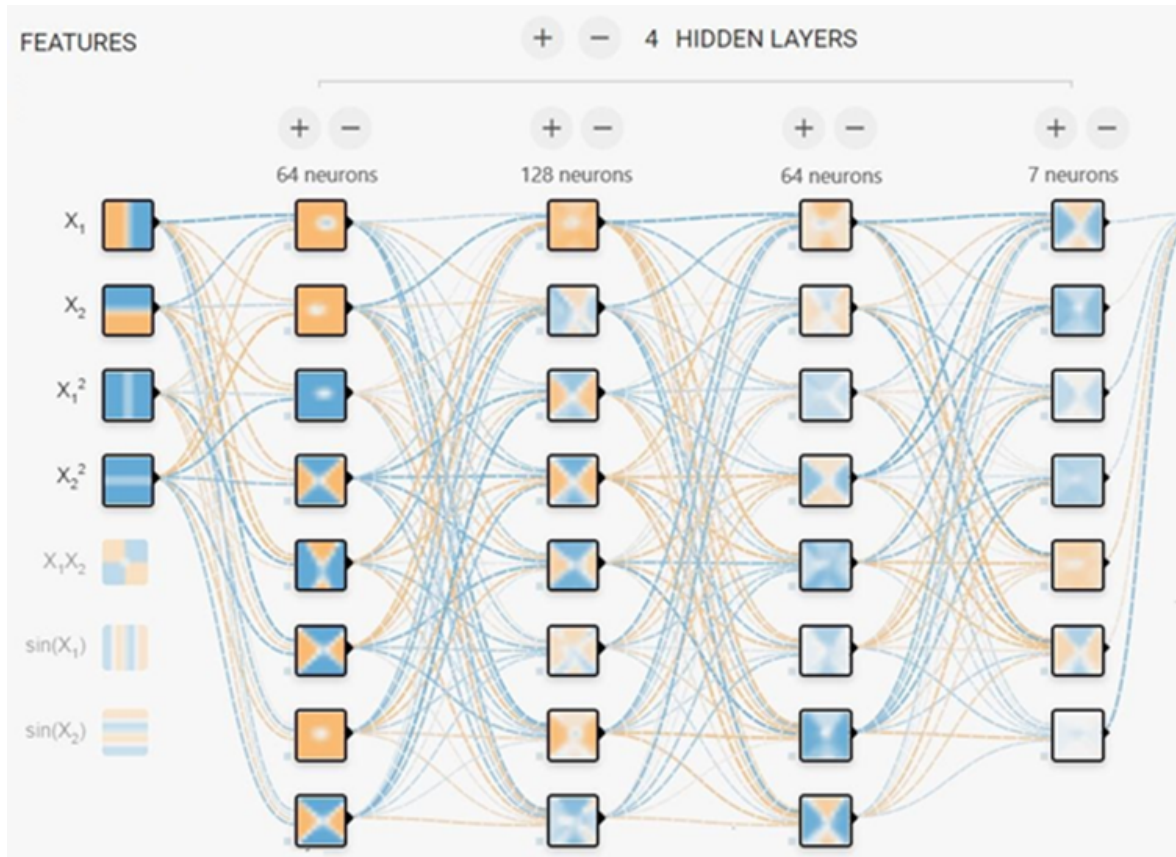 FEATURES
+ − 4 HIDDEN LAYERS
+ − + − + − + −
64 neurons 128 neurons 64 neurons 7 neurons
X₁
X₂
X₁²
X₂²
X₁X₂
sin(X₁)
sin(X₂)